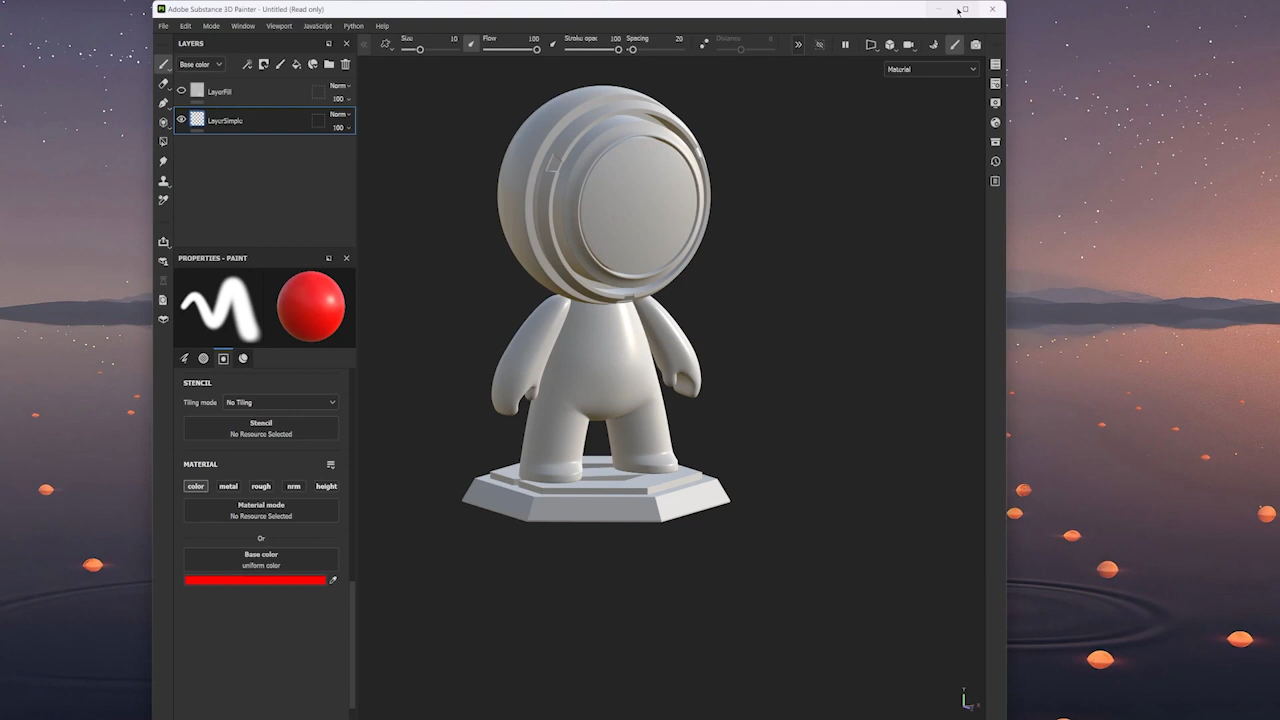 Adobe Substance 3D Painter - Untitled (Read only)
File Edit Mode Window Viewport JavaScript Python Help
LAYERS
Size 10 Flow 100 Stroke opac 100 Spacing 20 Distance 8
Base color
Material
LayerFill Norm
100
LayerSimple Norm
100
PROPERTIES - PAINT
STENCIL
Tiling mode No Tiling
Stencil
No Resource Selected
MATERIAL
color metal rough nrm height
Material mode
No Resource Selected
Or
Base color
uniform color